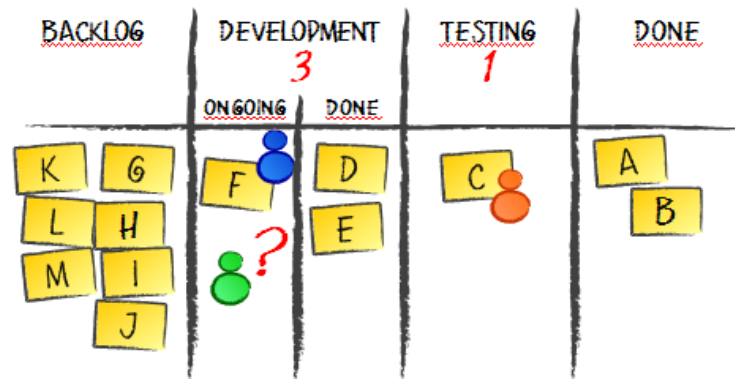 BACKLOG DEVELOPMENT TESTING DONE
3 1
ONGOING DONE
K G F D C A
L H E B
M I ?
J